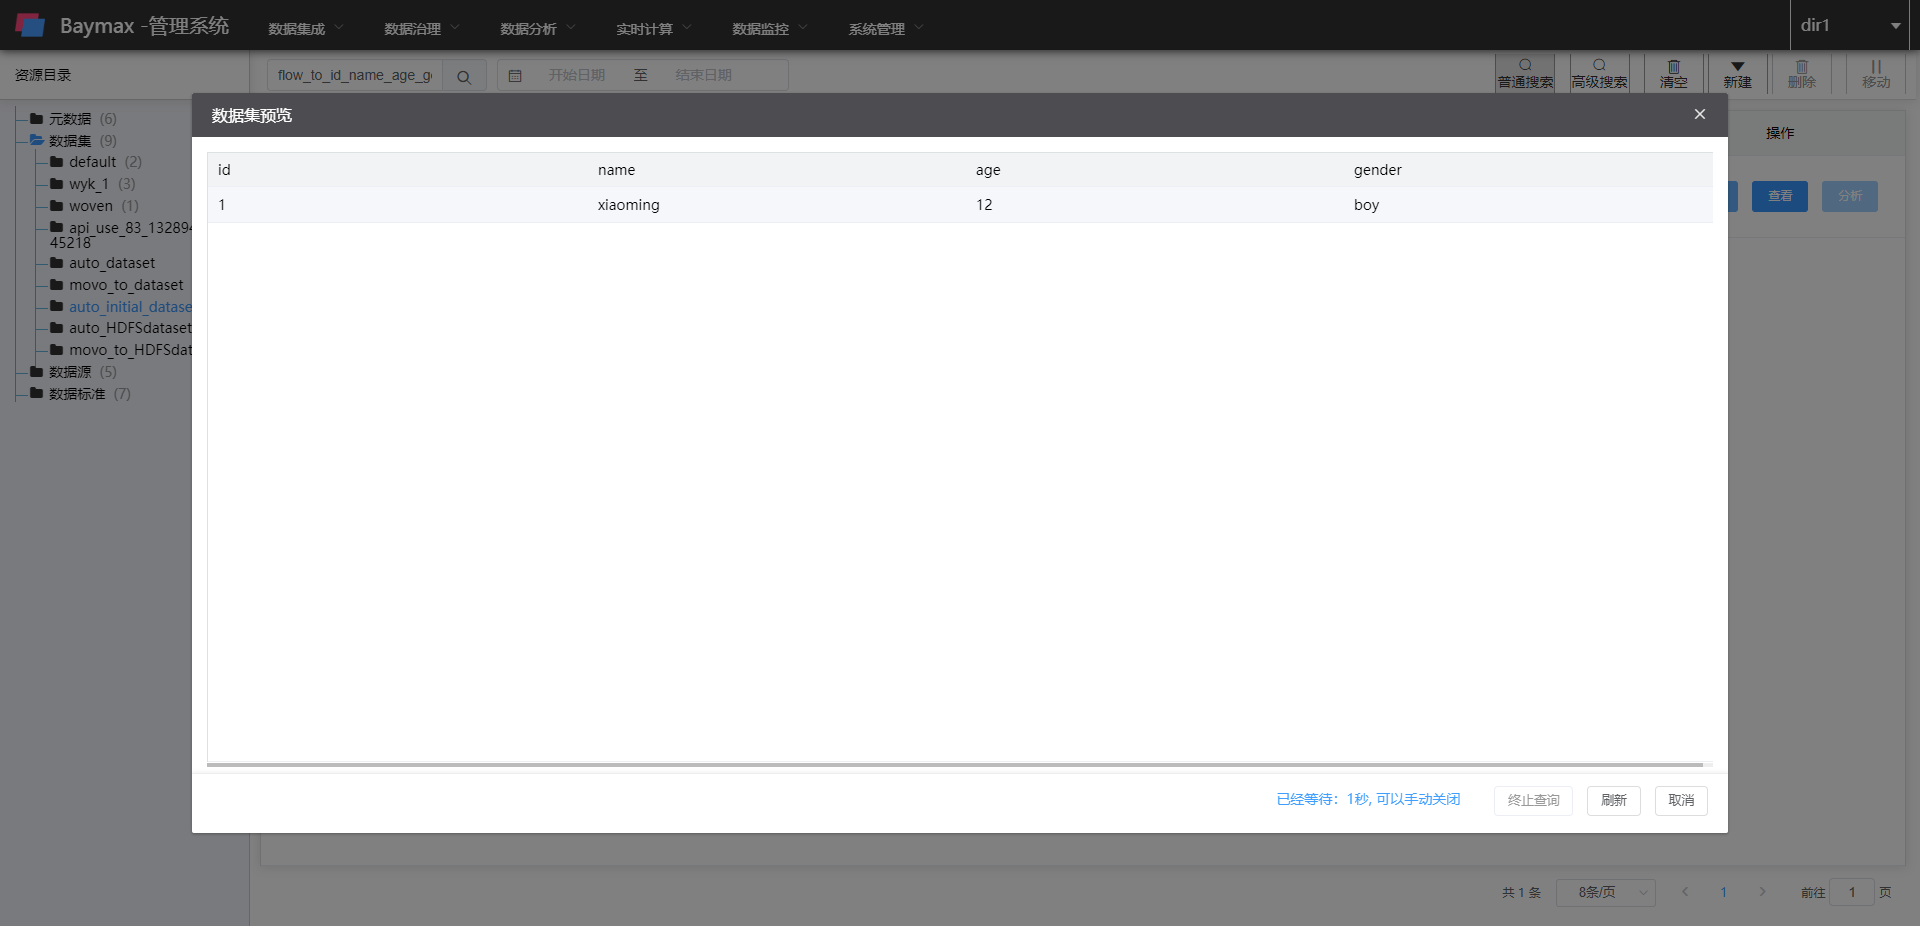 Baymax -管理系统
数据集成
数据治理
数据分析
实时计算
数据监控
系统管理
dir1
资源目录
flow_to_id_name_age_g
开始日期 至 结束日期
普通搜索
高级搜索
清空
新建
删除
移动
元数据 (6)
数据集 (9)
default (2)
wyk_1 (3)
woven (1)
api_use_83_13289
45218
auto_dataset
movo_to_dataset
auto_initial_datase
auto_HDFSdataset
movo_to_HDFSdat
数据源 (5)
数据标准 (7)
操作
查看
分析
数据集预览
id name age gender
1 xiaoming 12 boy
已经等待：1秒, 可以手动关闭
终止查询
刷新
取消
共 1 条
8条/页
1
前往 1 页